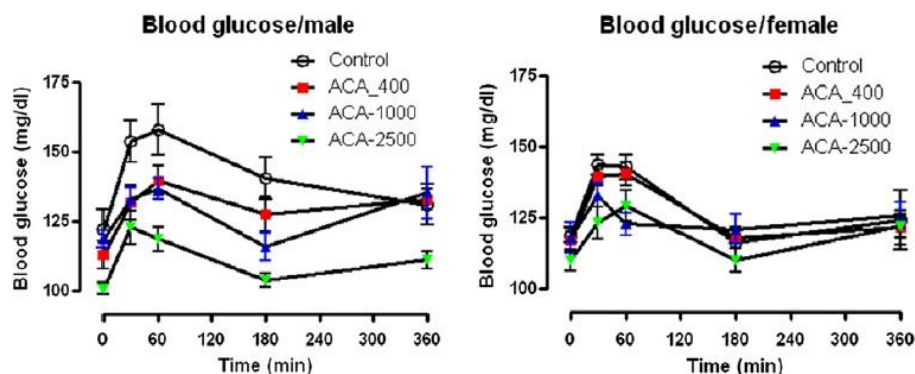 Blood glucose/male
Control
ACA_400
ACA-1000
ACA-2500
175
150
125
100
Blood glucose (mg/dl)
0 60 120 180 240 300 360
Time (min)
Blood glucose/female
Control
ACA_400
ACA-1000
ACA-2500
175
150
125
100
Blood glucose (mg/dl)
0 60 120 180 240 300 360
Time (min)